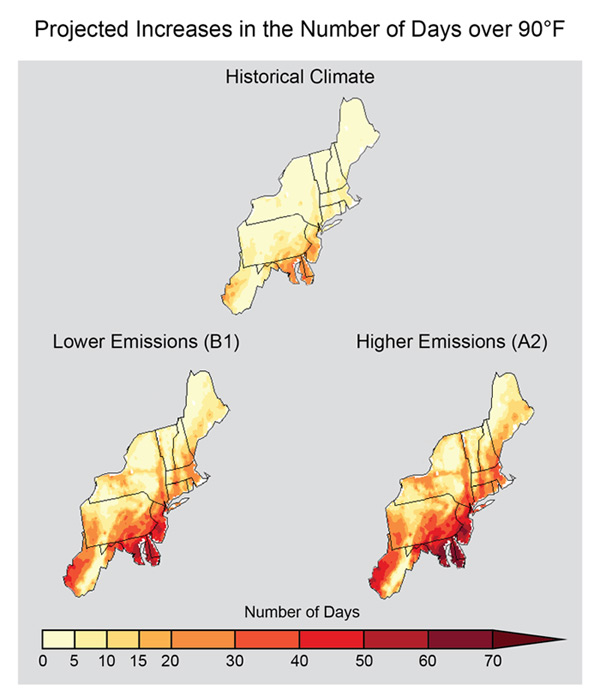 Projected Increases in the Number of Days over 90°F
Historical Climate
Lower Emissions (B1)
Higher Emissions (A2)
Number of Days
0 5 10 15 20 30 40 50 60 70